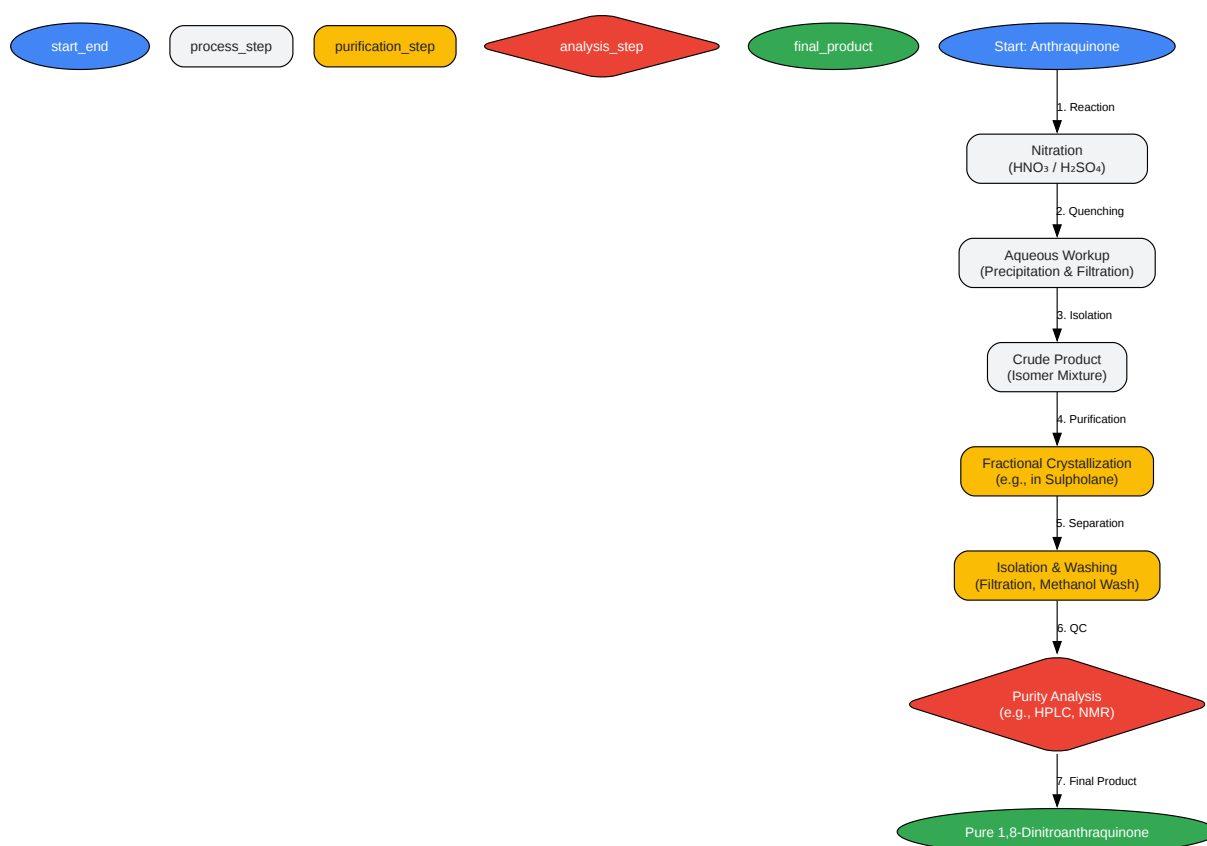 start_end
process_step
purification_step
analysis_step
final_product
Start: Anthraquinone
1. Reaction
Nitration
(HNO₃ / H₂SO₄)
2. Quenching
Aqueous Workup
(Precipitation & Filtration)
3. Isolation
Crude Product
(Isomer Mixture)
4. Purification
Fractional Crystallization
(e.g., in Sulpholane)
5. Separation
Isolation & Washing
(Filtration, Methanol Wash)
6. QC
Purity Analysis
(e.g., HPLC, NMR)
7. Final Product
Pure 1,8-Dinitroanthraquinone